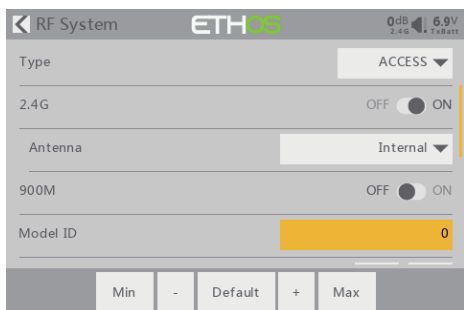 RF System ETHOS 0dB 6.9V
2.4G TxBatt
Type ACCESS
2.4G OFF ON
Antenna Internal
900M OFF ON
Model ID 0
Min - Default + Max